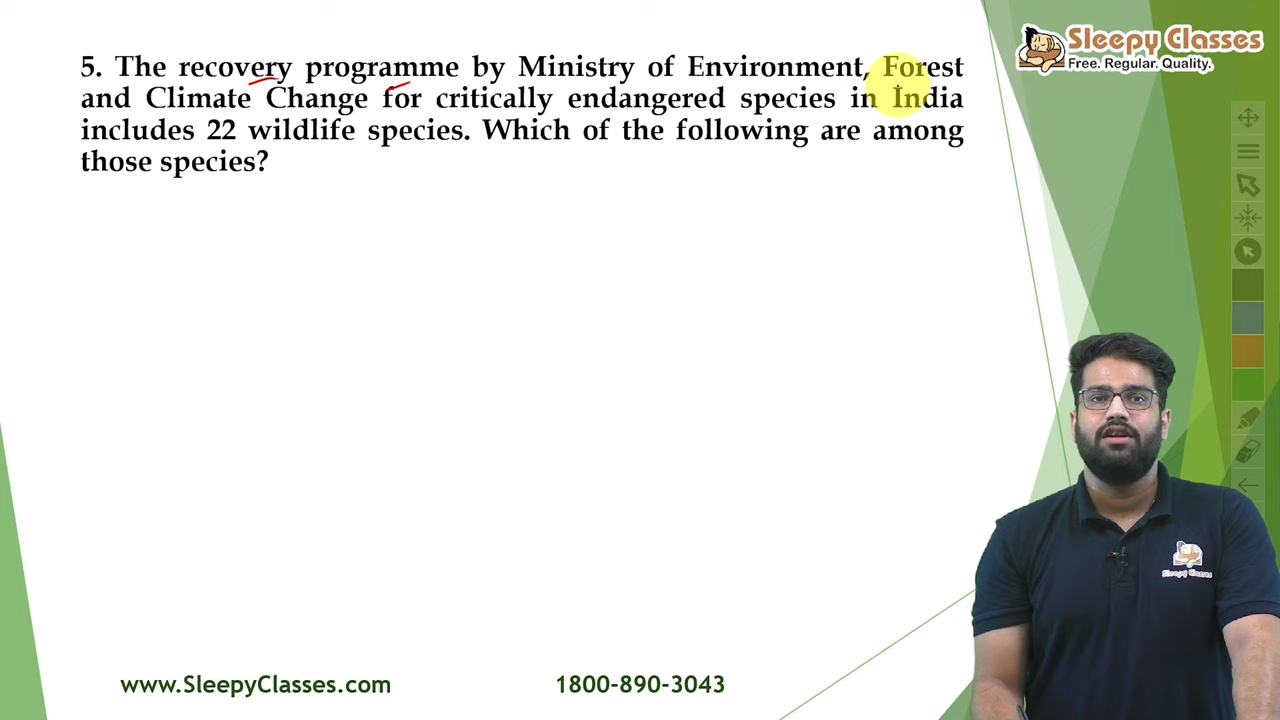 Sleepy Classes
Free. Regular. Quality.
5. The recovery programme by Ministry of Environment, Forest
and Climate Change for critically endangered species in India
includes 22 wildlife species. Which of the following are among
those species?
Sleepy Classes
www.SleepyClasses.com
1800-890-3043